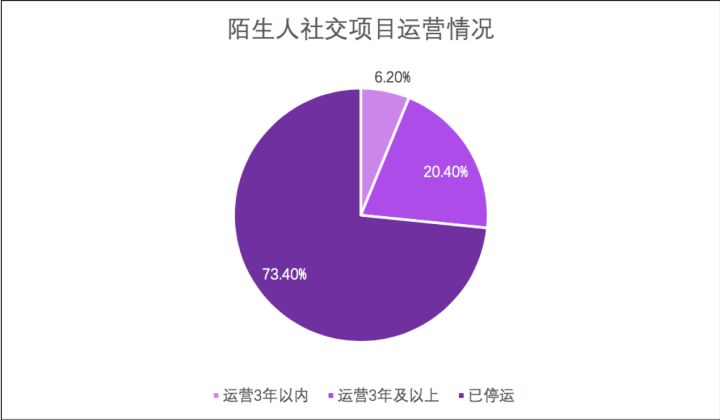 陌生人社交项目运营情况
6.20%
20.40%
73.40%
运营3年以内 运营3年及以上 已停运